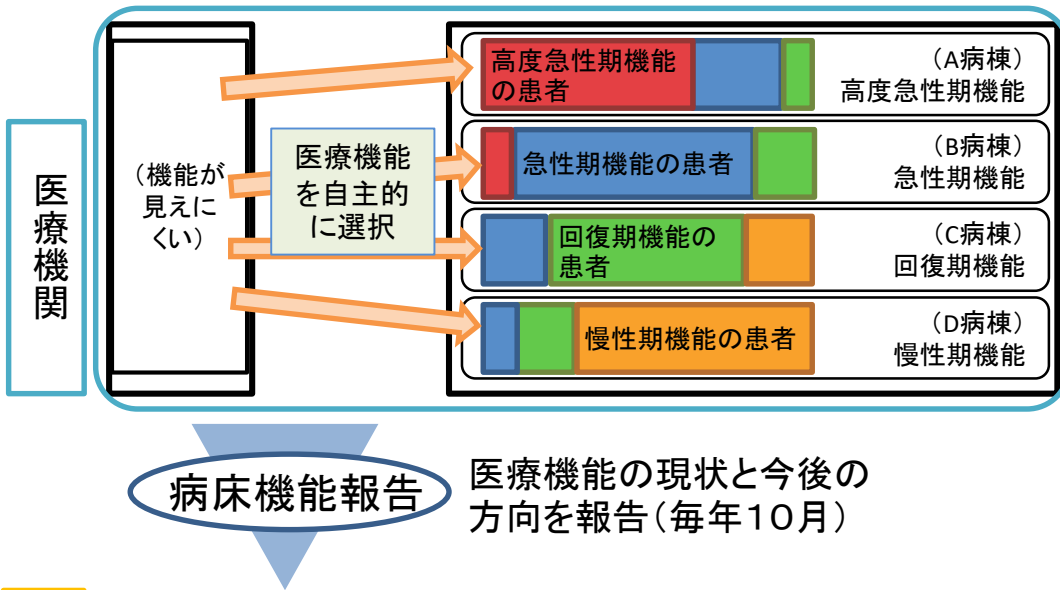 医療機関
（機能が
見えに
くい）
医療機能
を自主的
に選択
高度急性期機能
の患者
（A病棟）
高度急性期機能
急性期機能の患者
（B病棟）
急性期機能
回復期機能の
患者
（C病棟）
回復期機能
慢性期機能の患者
（D病棟）
慢性期機能
病床機能報告
医療機能の現状と今後の
方向を報告（毎年１０月）